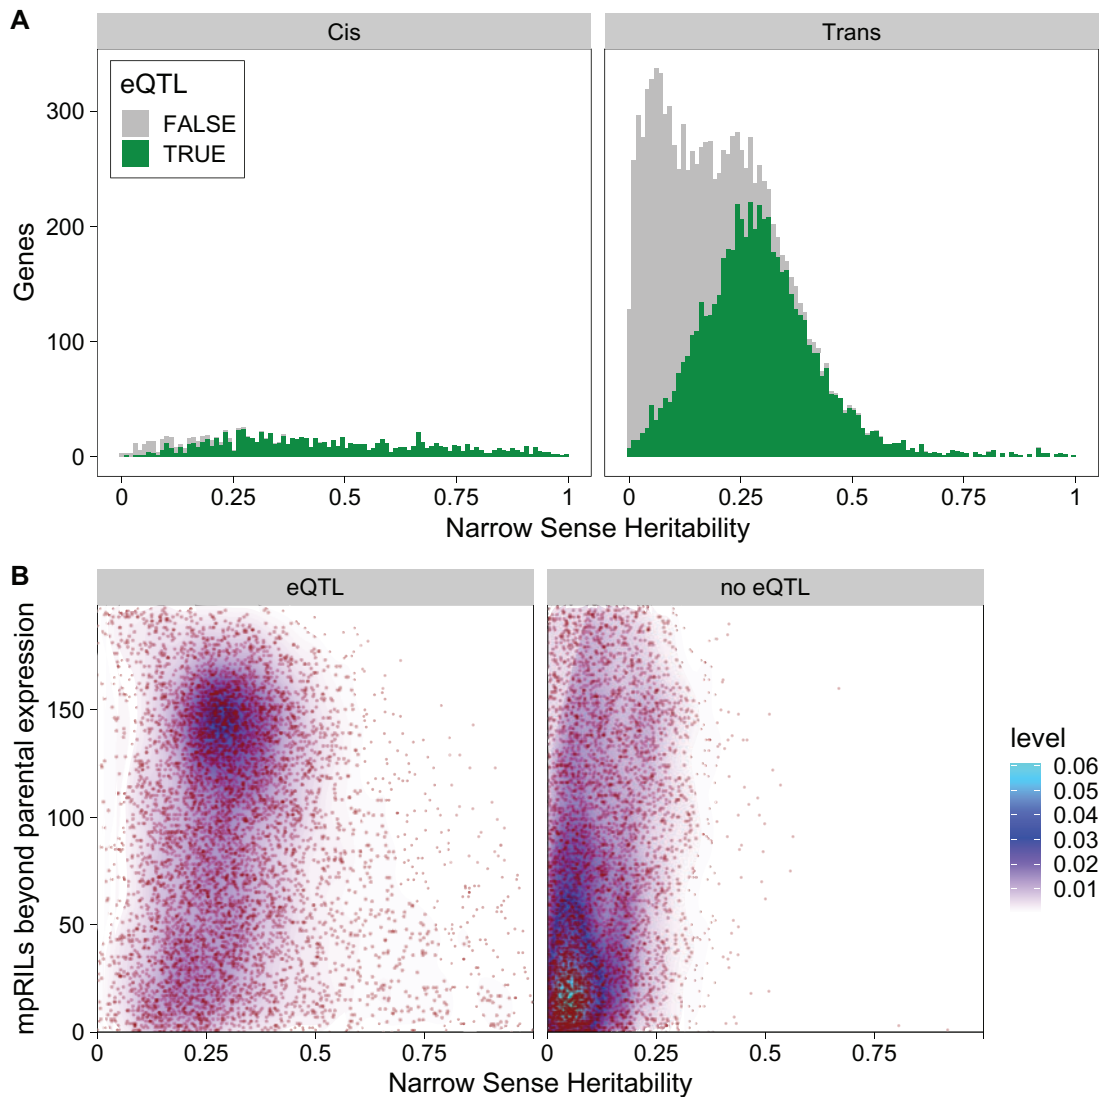 A
Cis
Trans
eQTL
FALSE
TRUE
Genes
300
200
100
0
0 0.25 0.5 0.75 1
0 0.25 0.5 0.75 1
Narrow Sense Heritability
B
eQTL
no eQTL
mpRILs beyond parental expression
150
100
50
0
0 0.25 0.5 0.75
0 0.25 0.5 0.75
Narrow Sense Heritability
level
0.06
0.05
0.04
0.03
0.02
0.01